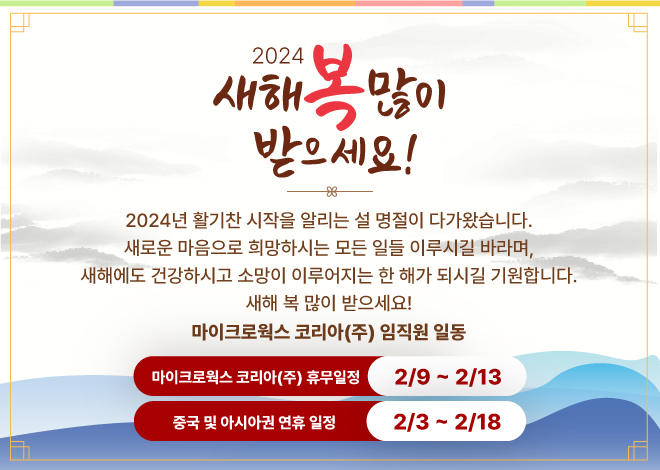 2024
새해 복 많이
받으세요!
2024년 활기찬 시작을 알리는 설 명절이 다가왔습니다.
새로운 마음으로 희망하시는 모든 일들 이루시길 바라며,
새해에도 건강하시고 소망이 이루어지는 한 해가 되시길 기원합니다.
새해 복 많이 받으세요!
마이크로웍스 코리아(주) 임직원 일동
마이크로웍스 코리아(주) 휴무일정 2/9 ~ 2/13
중국 및 아시아권 연휴 일정 2/3 ~ 2/18